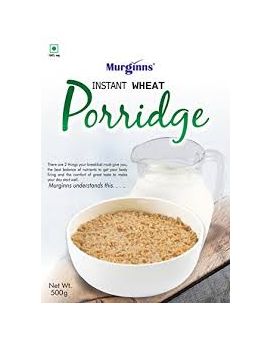 Murginns'
INSTANT WHEAT
Porridge
There are 2 things your breakfast must give you,
the best balance of nutrients to get your body
firing and the comfort of great taste to make
your day start well.
Murginns understands this. . . .
Net Wt.
500g